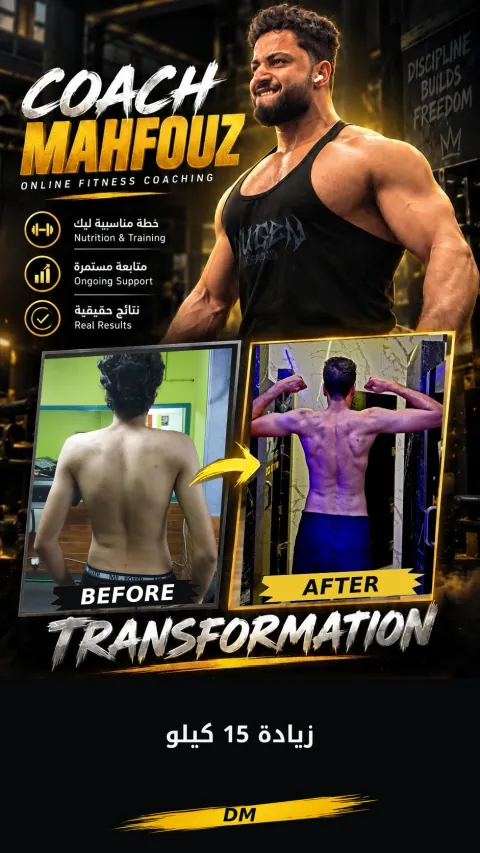 COACH
MAHFOUZ
ONLINE FITNESS COACHING
خطة مناسبية ليك
Nutrition & Training
متابعة مستمرة
Ongoing Support
نتائج حقيقية
Real Results
DISCIPLINE
BUILDS
FREEDOM
BEFORE
AFTER
TRANSFORMATION
زيادة 15 كيلو
DM